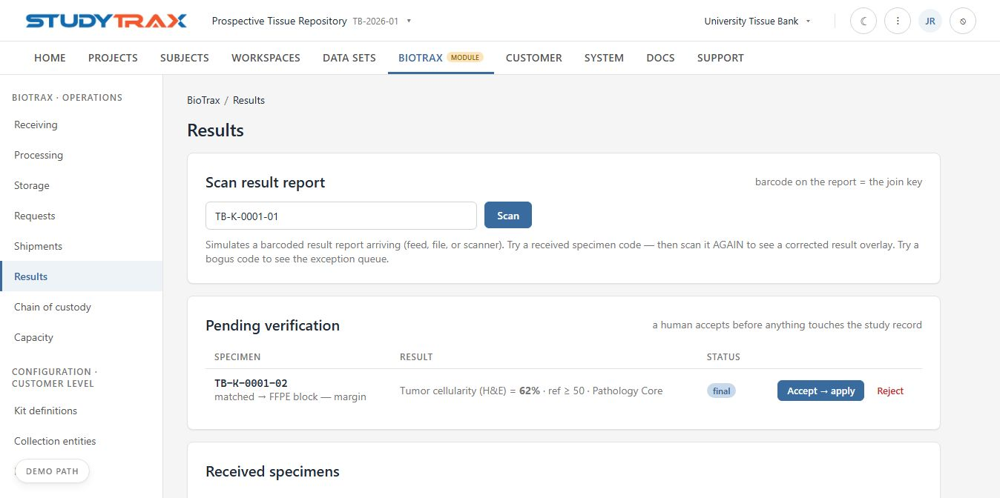 STUDYTRAX
Prospective Tissue Repository TB-2026-01 ▾
University Tissue Bank ▾
☾
⋮
JR
HOME PROJECTS SUBJECTS WORKSPACES DATA SETS BIOTRAX MODULE CUSTOMER SYSTEM DOCS SUPPORT
BIOTRAX · OPERATIONS
Receiving
Processing
Storage
Requests
Shipments
Results
Chain of custody
Capacity
CONFIGURATION ·
CUSTOMER LEVEL
Kit definitions
Collection entities
DEMO PATH
BioTrax / Results
Results
Scan result report
barcode on the report = the join key
TB-K-0001-01
Scan
Simulates a barcoded result report arriving (feed, file, or scanner). Try a received specimen code — then scan it AGAIN to see a corrected result overlay. Try a
bogus code to see the exception queue.
Pending verification
a human accepts before anything touches the study record
SPECIMEN RESULT STATUS
TB-K-0001-02
matched → FFPE block — margin
Tumor cellularity (H&E) = 62% · ref ≥ 50 · Pathology Core
final
Accept → apply
Reject
Received specimens